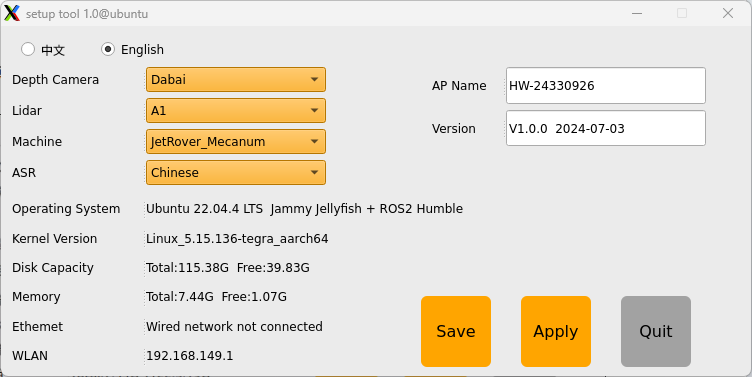 setup tool 1.0@ubuntu
中文 English
Depth Camera Dabai
AP Name HW-24330926
Lidar A1
Version V1.0.0 2024-07-03
Machine JetRover_Mecanum
ASR Chinese
Operating System Ubuntu 22.04.4 LTS Jammy Jellyfish + ROS2 Humble
Kernel Version Linux_5.15.136-tegra_aarch64
Disk Capacity Total:115.38G Free:39.83G
Memory Total:7.44G Free:1.07G
Ethemet Wired network not connected
WLAN 192.168.149.1
Save Apply Quit